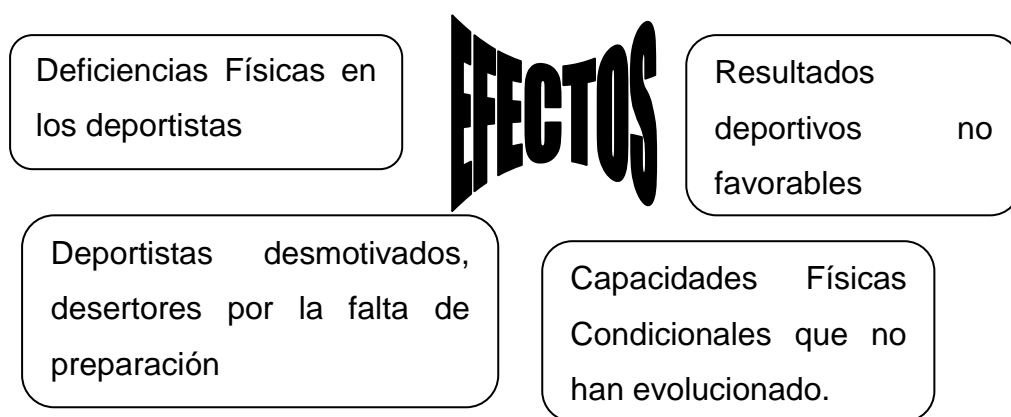 Deficiencias Físicas en
los deportistas
EFECTOS
Resultados
deportivos no
favorables
Deportistas desmotivados,
desertores por la falta de
preparación
Capacidades Físicas
Condicionales que no
han evolucionado.